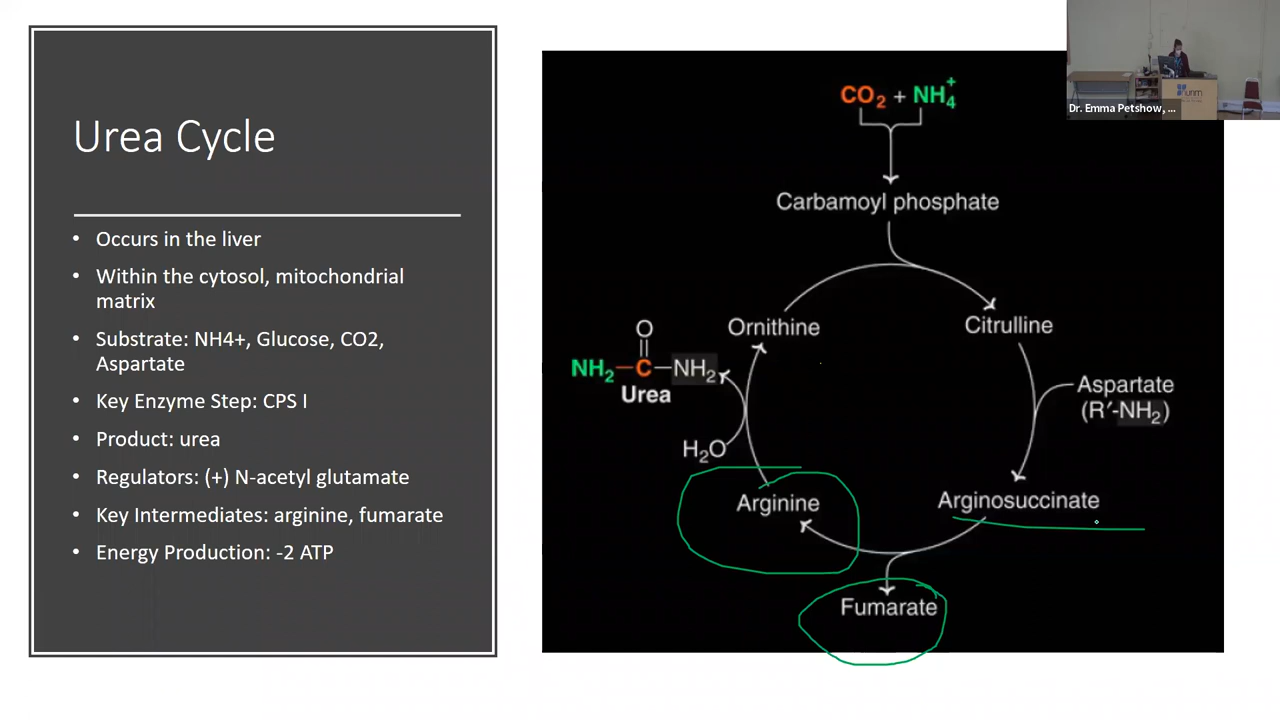 Urea Cycle
• Occurs in the liver
• Within the cytosol, mitochondrial
matrix
• Substrate: NH4+, Glucose, CO2,
Aspartate
• Key Enzyme Step: CPS I
• Product: urea
• Regulators: (+) N-acetyl glutamate
• Key Intermediates: arginine, fumarate
• Energy Production: -2 ATP
CO₂ + NH₄⁺
Carbamoyl phosphate
Ornithine
Citrulline
O
NH₂—C—NH₂
Urea
Aspartate
(R′-NH₂)
H₂O
Arginine
Arginosuccinate
Fumarate
Dr. Emma Petshow, ...